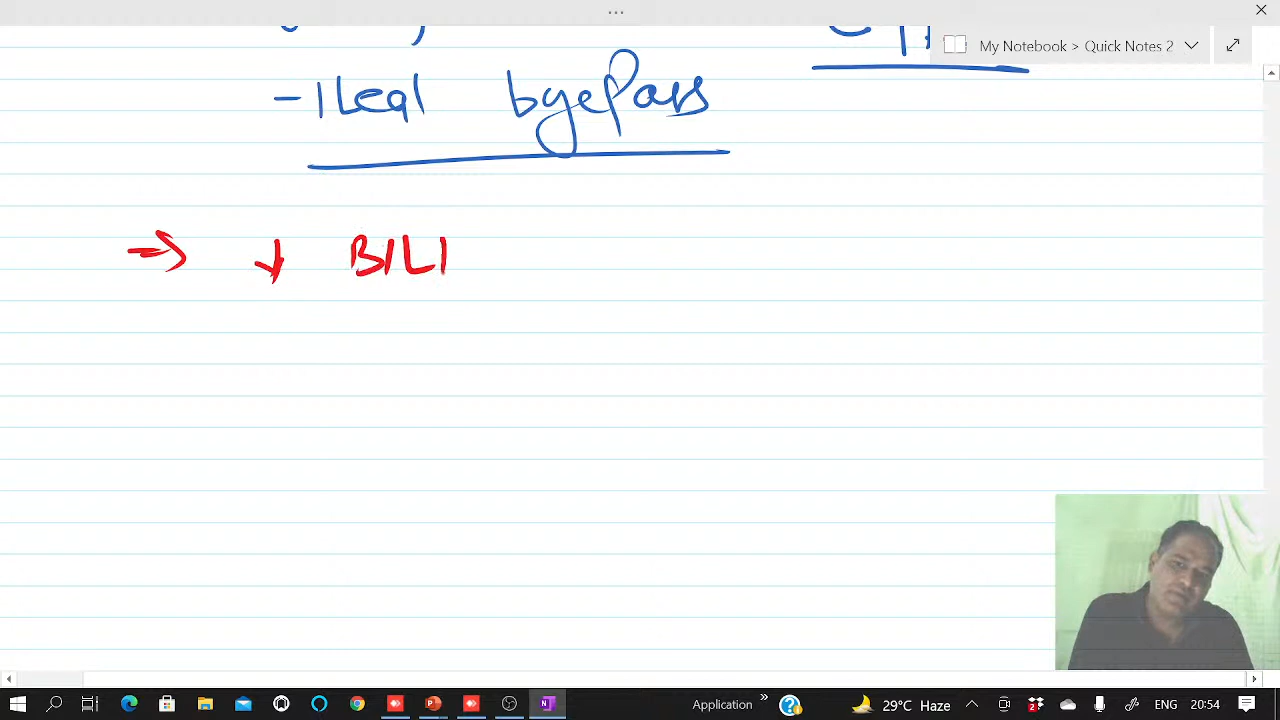 ...
My Notebook > Quick Notes 2
- Ileal byePass
⇒ ↓ BILI
Application
29°C Haze
ENG
20:54